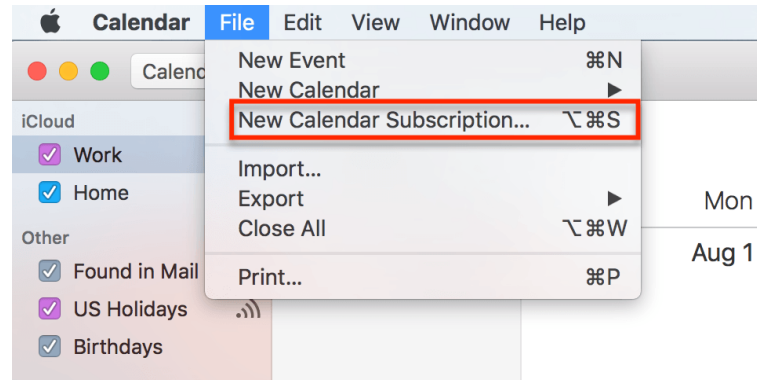 Calendar File Edit View Window Help
Calend
New Event ⌘N
New Calendar ▶
New Calendar Subscription... ⌥⌘S
Import...
Export ▶
Close All ⌥⌘W
Print... ⌘P
iCloud
Work
Home
Other
Found in Mail
US Holidays
Birthdays
Mon
Aug 1